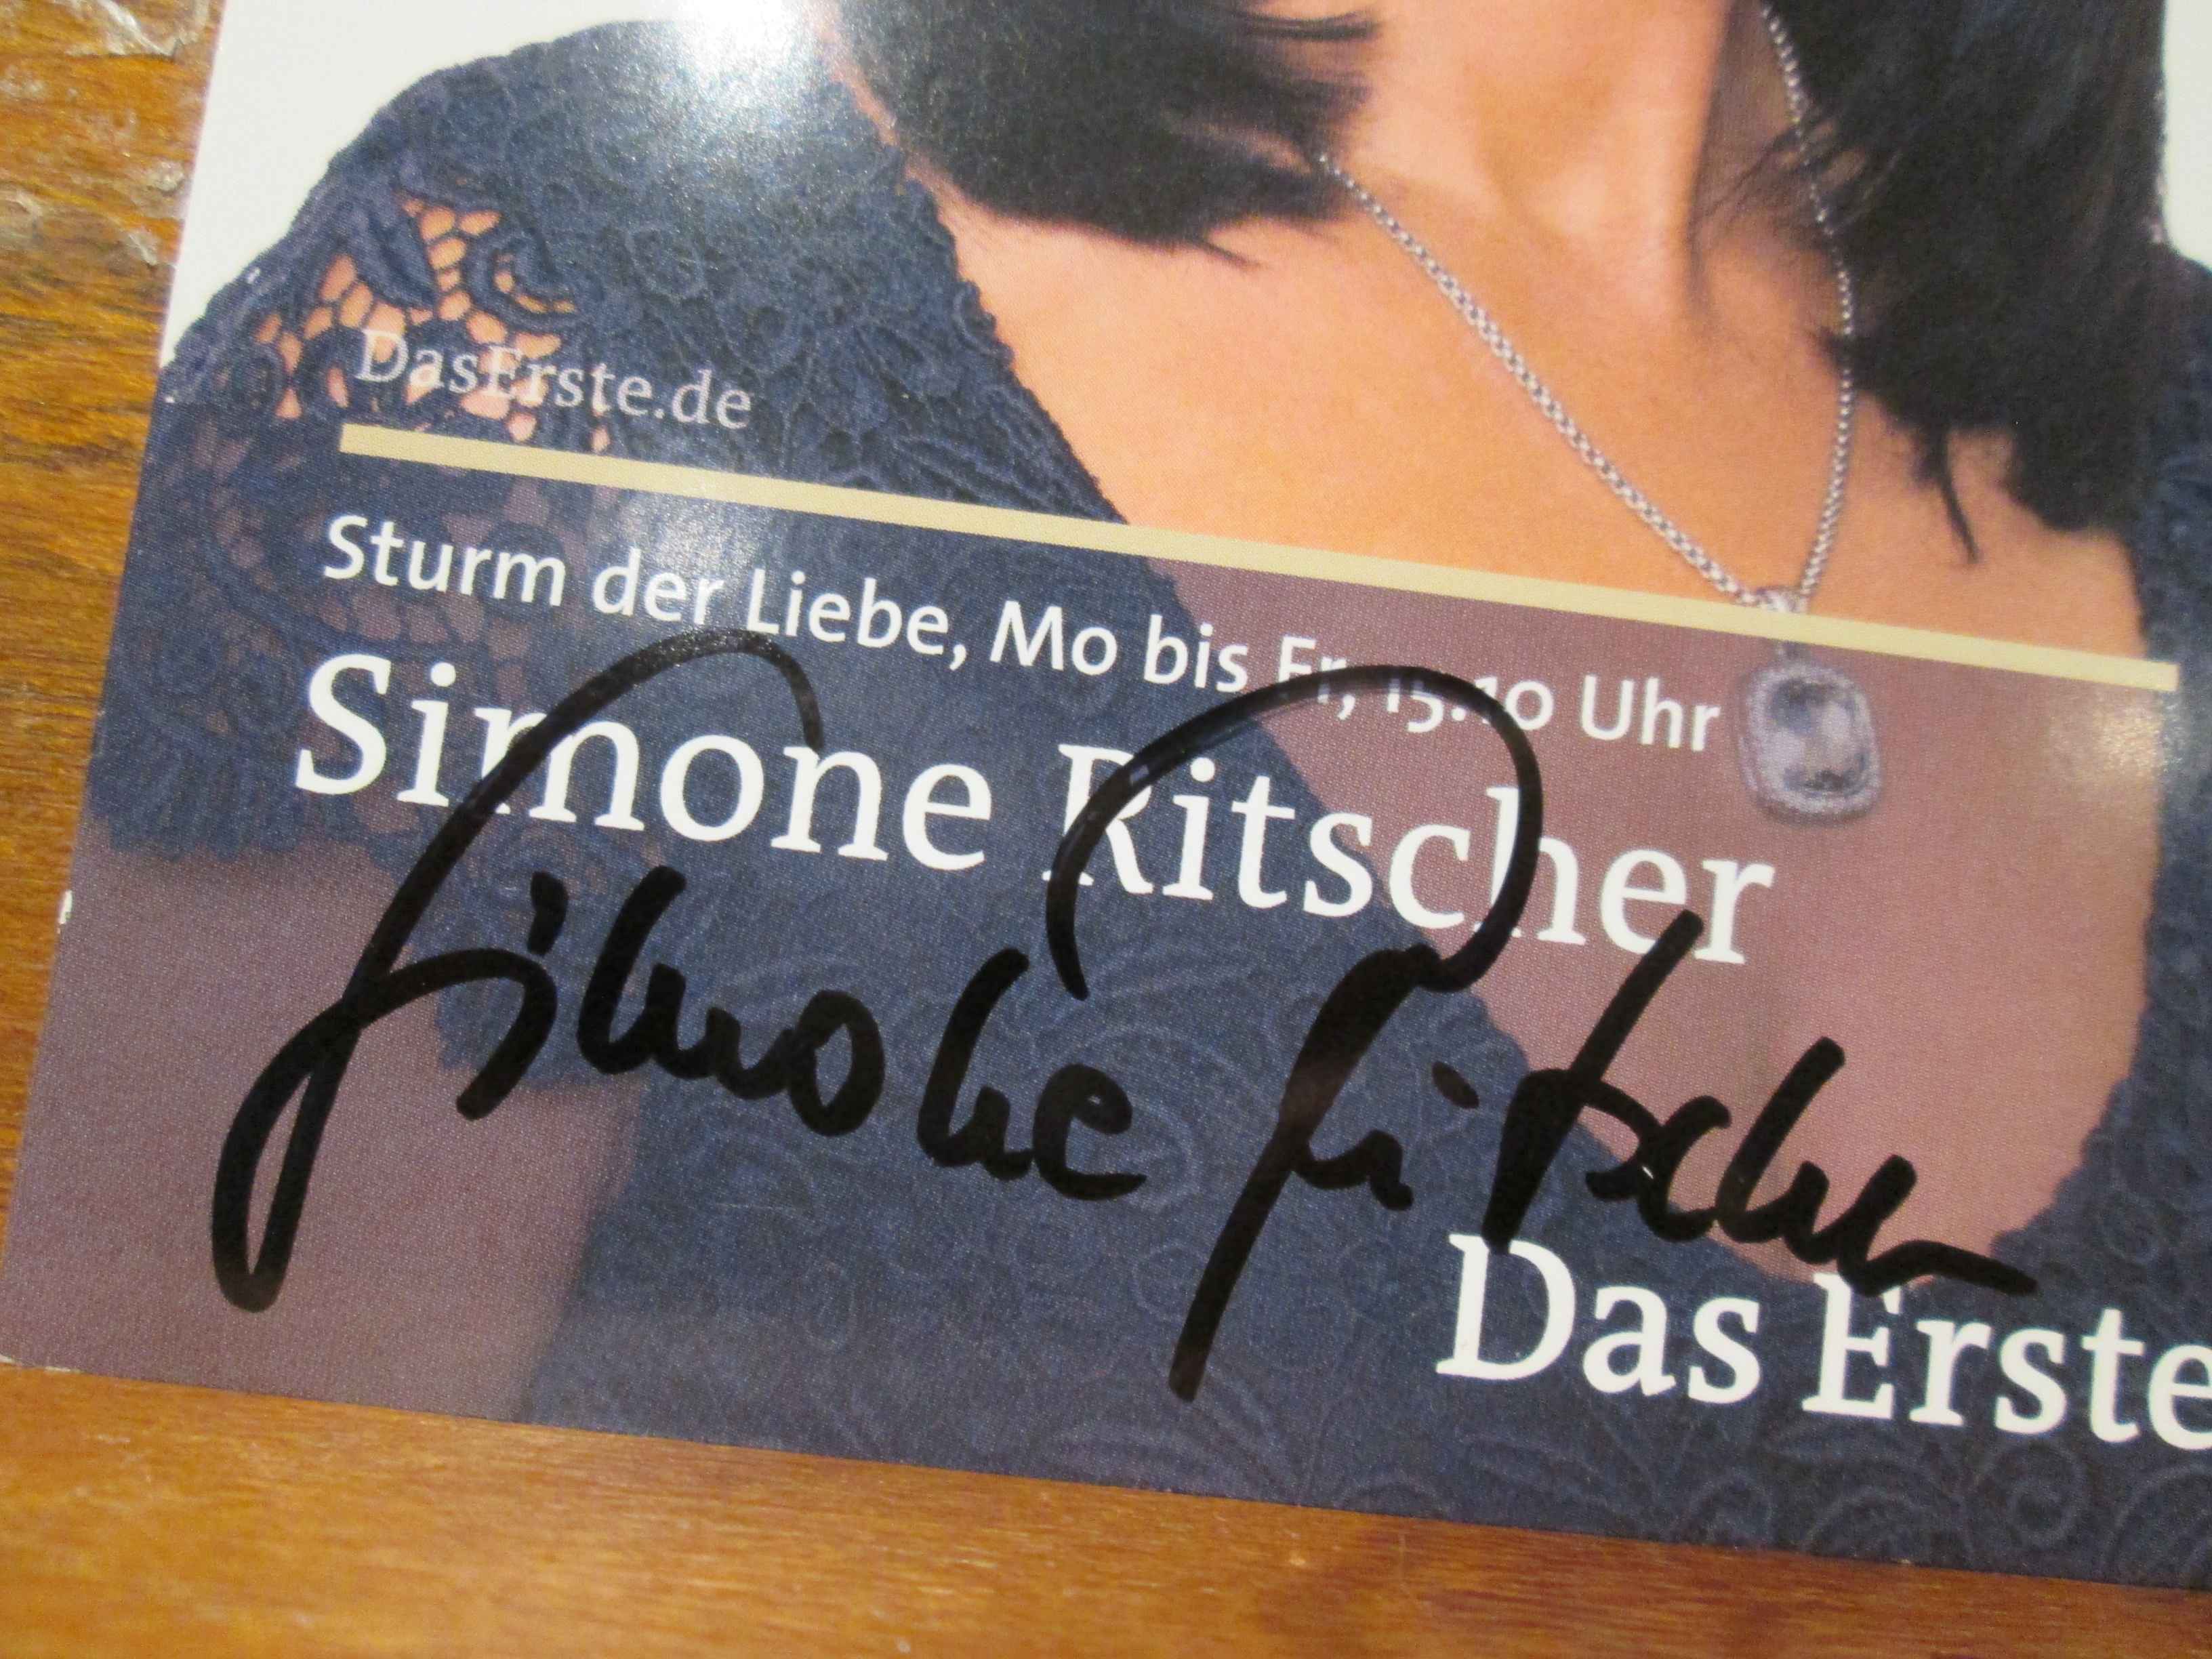 DasErste.de
Sturm der Liebe, Mo bis Fr, 15.10 Uhr
Simone Ritscher
Simone Ritscher
Das Erste